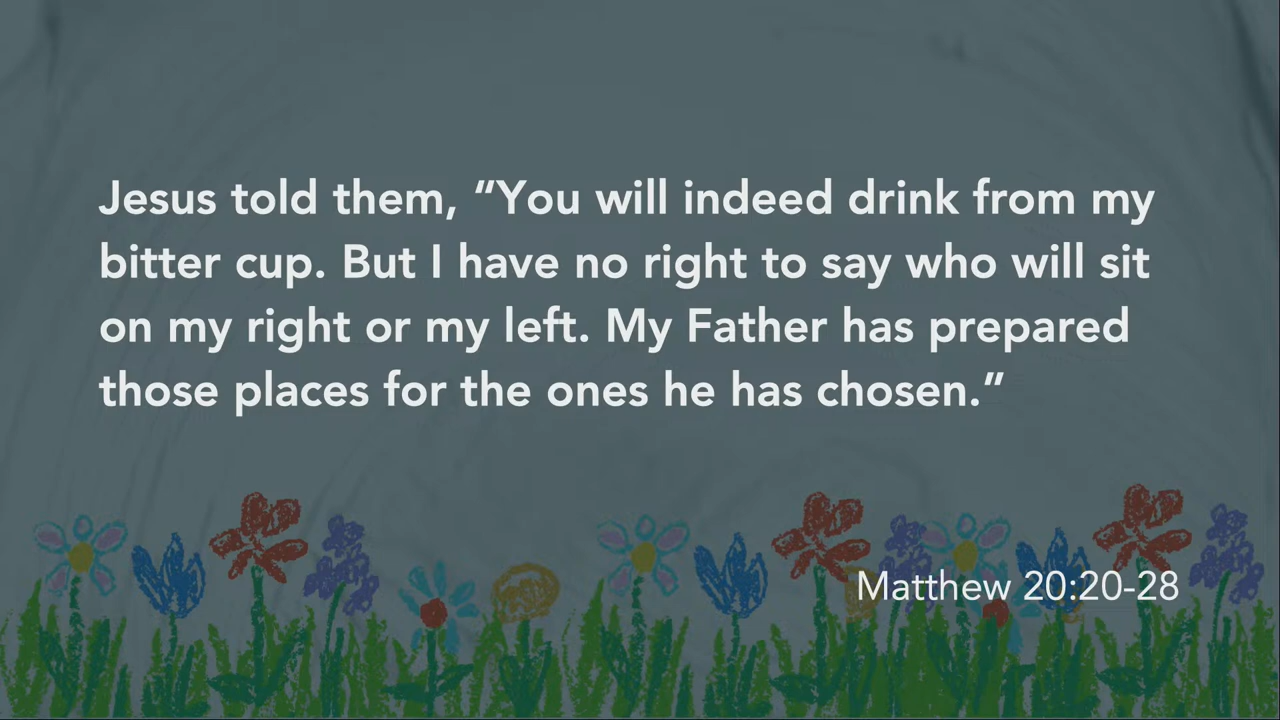 Jesus told them, “You will indeed drink from my
bitter cup. But I have no right to say who will sit
on my right or my left. My Father has prepared
those places for the ones he has chosen.”
Matthew 20:20-28